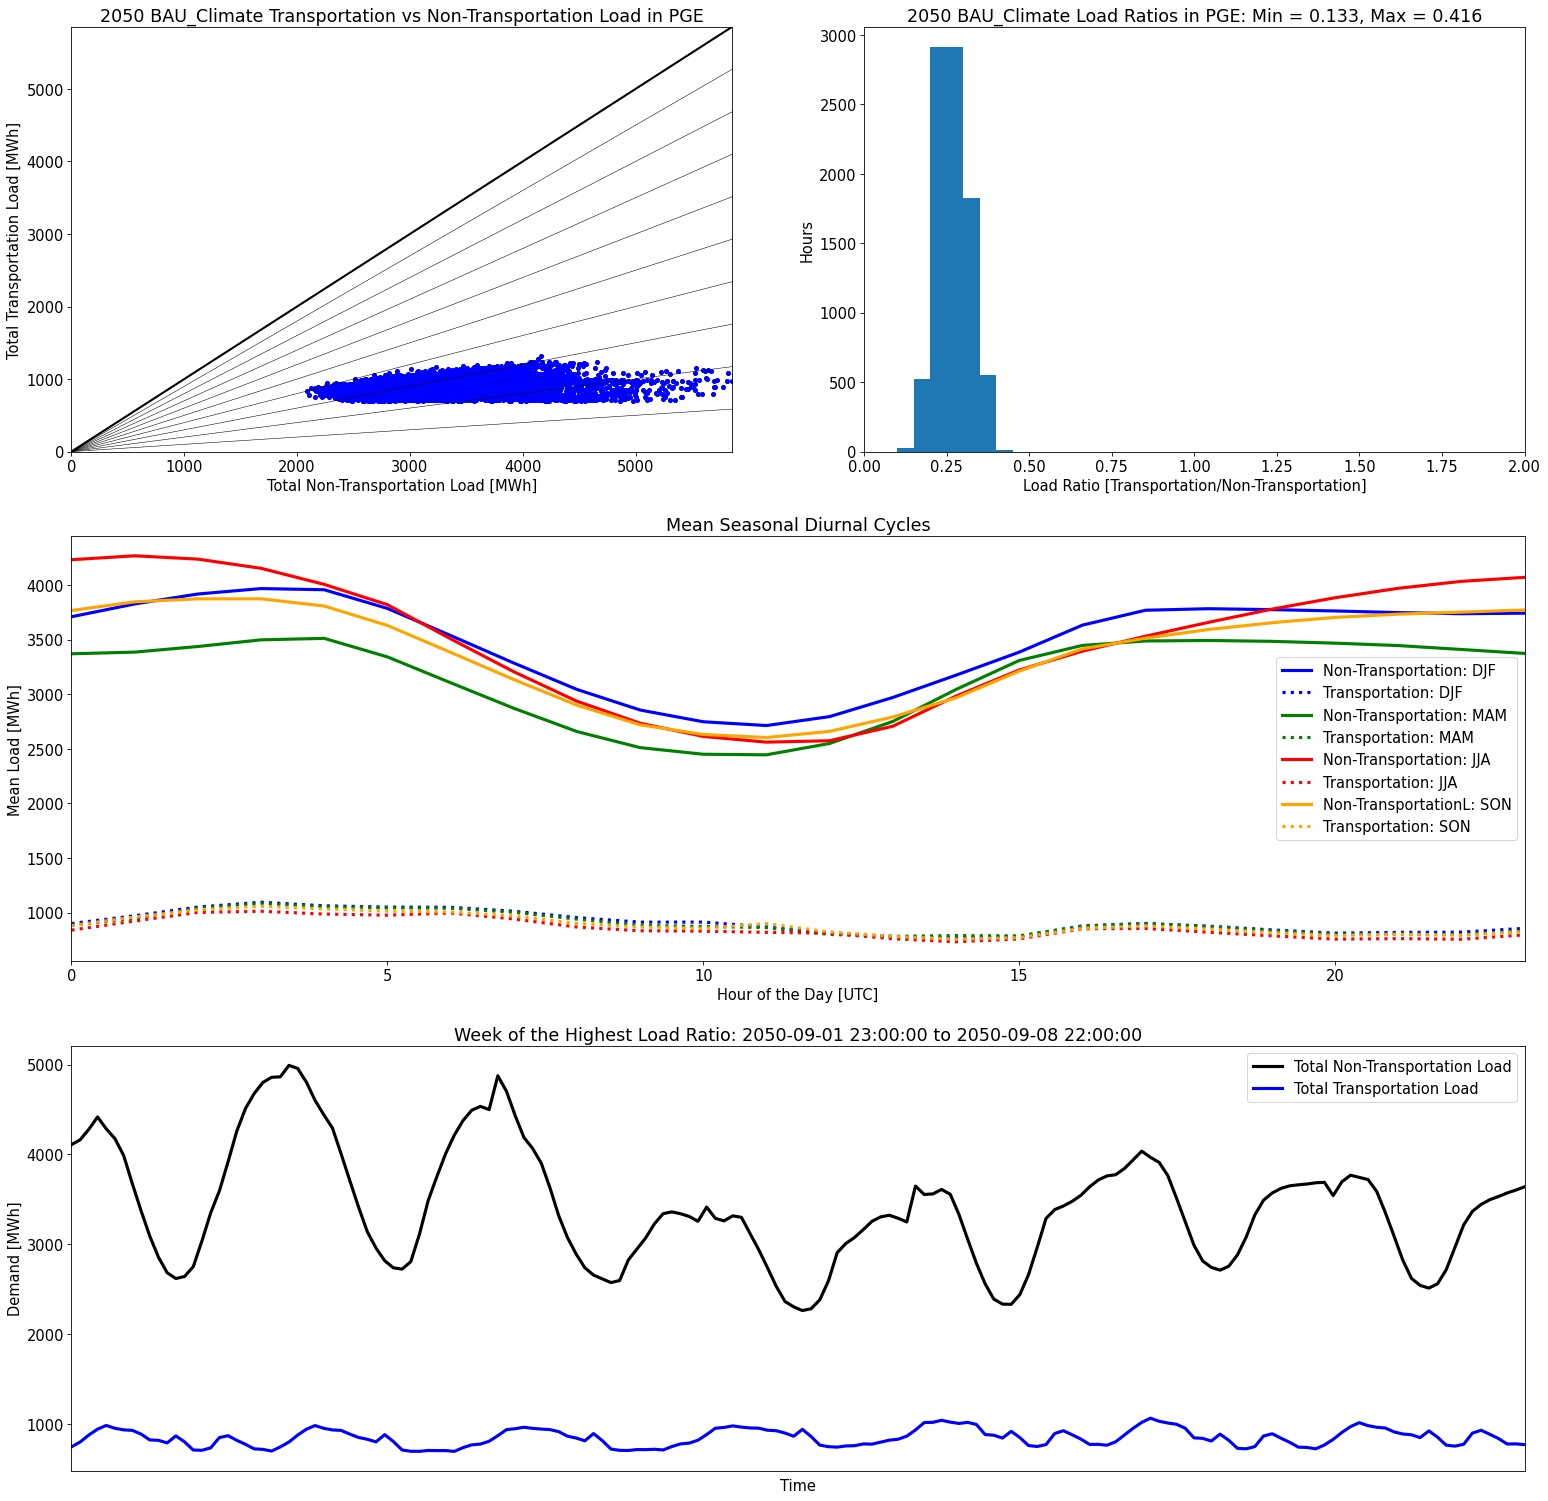 2050 BAU_Climate Transportation vs Non-Transportation Load in PGE
5000
4000
3000
2000
1000
0
Total Transportation Load [MWh]
0 1000 2000 3000 4000 5000
Total Non-Transportation Load [MWh]
2050 BAU_Climate Load Ratios in PGE: Min = 0.133, Max = 0.416
3000
2500
2000
1500
1000
500
0
Hours
0.00 0.25 0.50 0.75 1.00 1.25 1.50 1.75 2.00
Load Ratio [Transportation/Non-Transportation]
Mean Seasonal Diurnal Cycles
4000
3500
3000
2500
2000
1500
1000
Mean Load [MWh]
Non-Transportation: DJF
Transportation: DJF
Non-Transportation: MAM
Transportation: MAM
Non-Transportation: JJA
Transportation: JJA
Non-TransportationL: SON
Transportation: SON
0 5 10 15 20
Hour of the Day [UTC]
Week of the Highest Load Ratio: 2050-09-01 23:00:00 to 2050-09-08 22:00:00
5000
4000
3000
2000
1000
Demand [MWh]
Total Non-Transportation Load
Total Transportation Load
Time